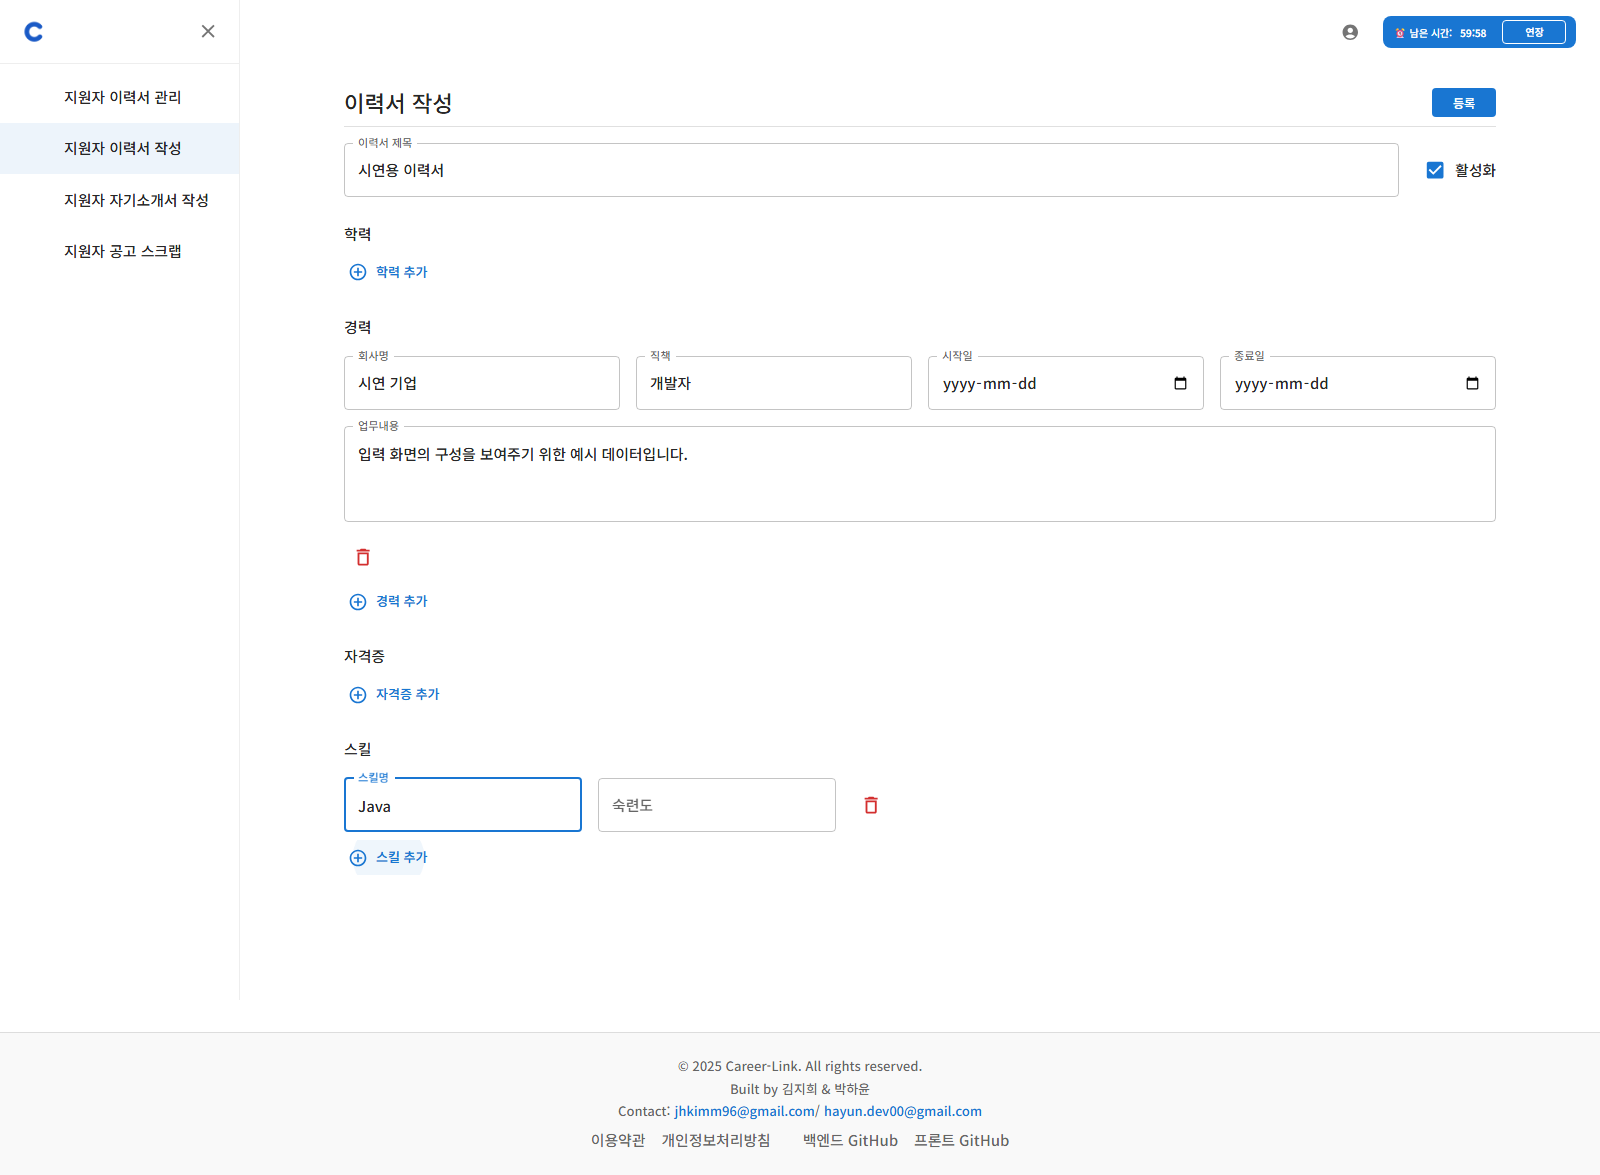 C
남은 시간: 59:58 연장
지원자 이력서 관리
지원자 이력서 작성
지원자 자기소개서 작성
지원자 공고 스크랩
이력서 작성
등록
이력서 제목
시연용 이력서
활성화
학력
학력 추가
경력
회사명 직책 시작일 종료일
시연 기업 개발자 yyyy-mm-dd yyyy-mm-dd
업무내용
입력 화면의 구성을 보여주기 위한 예시 데이터입니다.
경력 추가
자격증
자격증 추가
스킬
스킬명
Java 숙련도
스킬 추가
© 2025 Career-Link. All rights reserved.
Built by 김지희 & 박하윤
Contact: jhkimm96@gmail.com/ hayun.dev00@gmail.com
이용약관 개인정보처리방침 백엔드 GitHub 프론트 GitHub